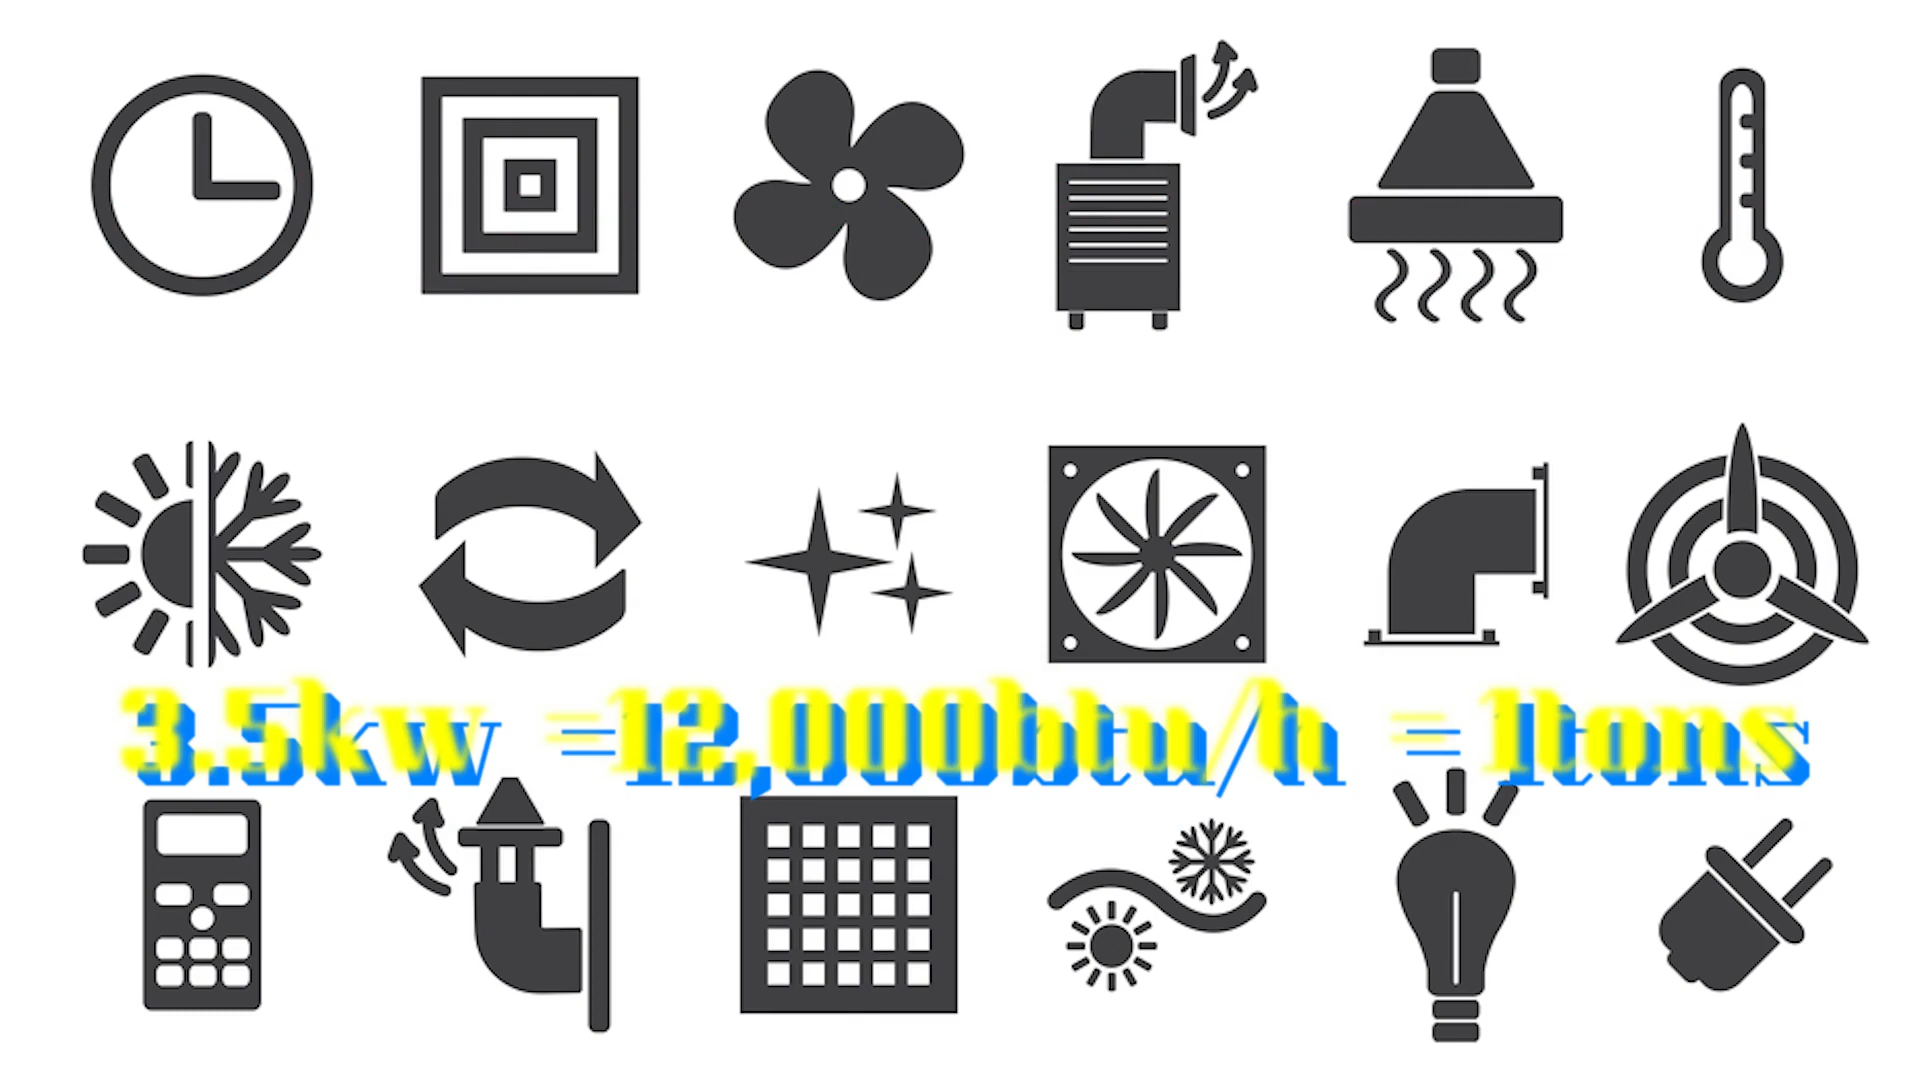 3.5kw =12,000btu/h = 1tons